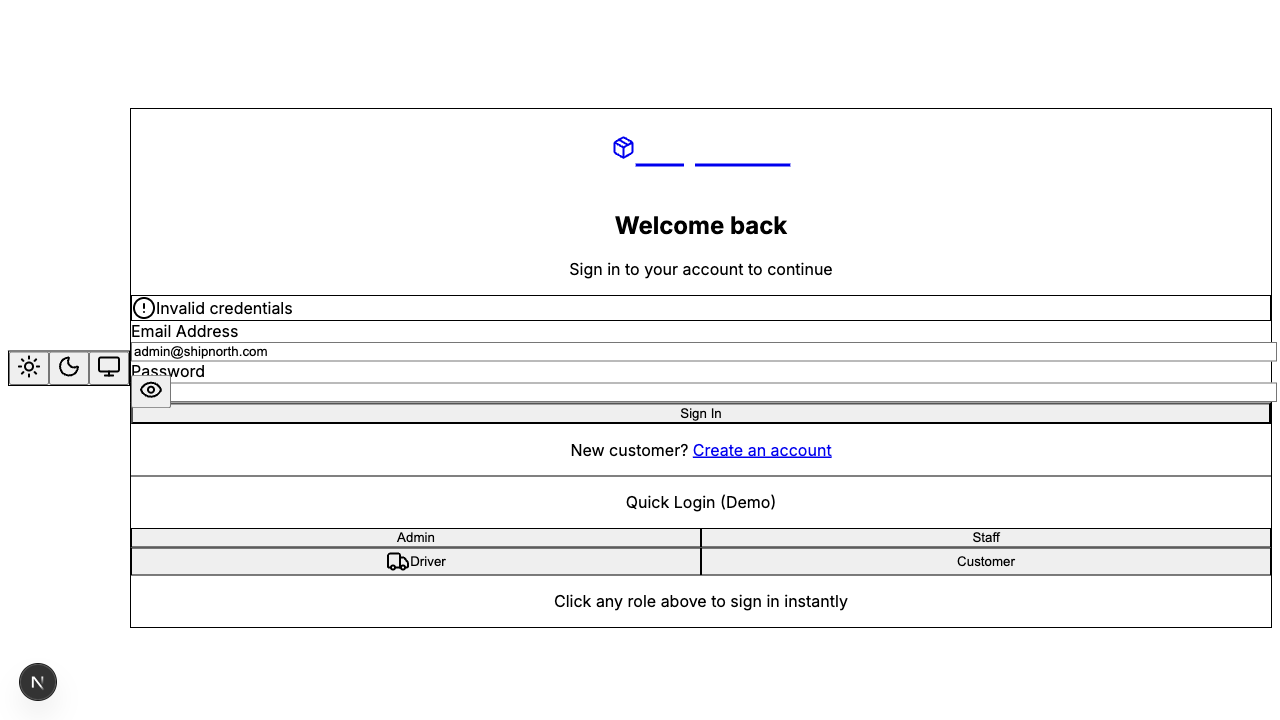 Welcome back
Sign in to your account to continue
Invalid credentials
Email Address
admin@shipnorth.com
Password
Sign In
New customer? Create an account
Quick Login (Demo)
Admin
Staff
Driver
Customer
Click any role above to sign in instantly
N